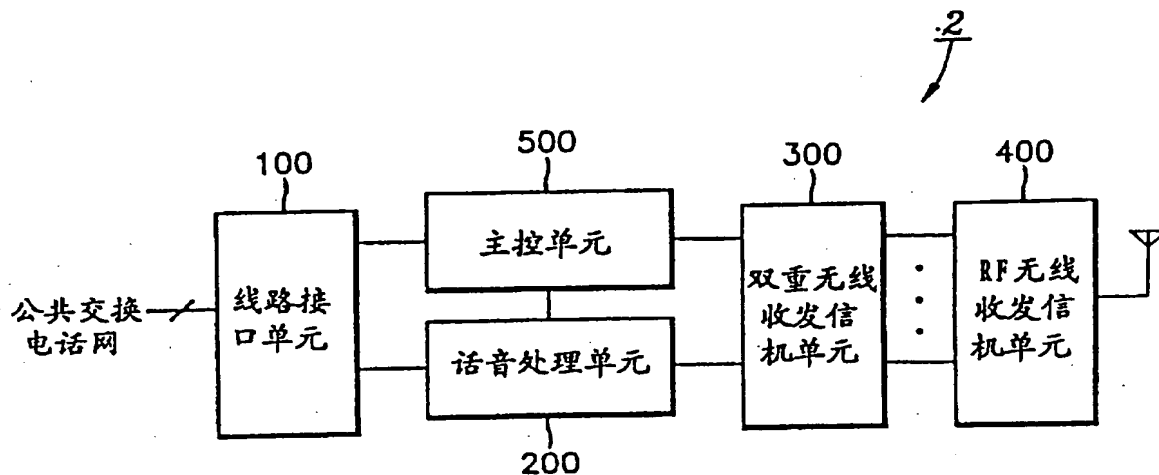 .2
100
500
300
400
公共交换
电话网
线路接
口单元
主控单元
话音处理单元
双重无线
收发信
机单元
RF无线
收发信
机单元
200